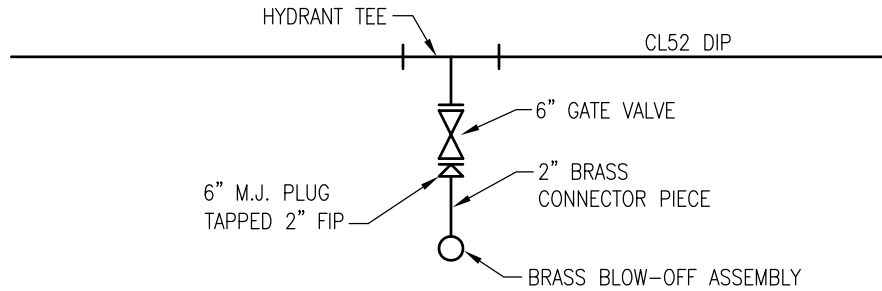 HYDRANT TEE
CL52 DIP
6” GATE VALVE
2” BRASS
CONNECTOR PIECE
6” M.J. PLUG
TAPPED 2” FIP
BRASS BLOW-OFF ASSEMBLY